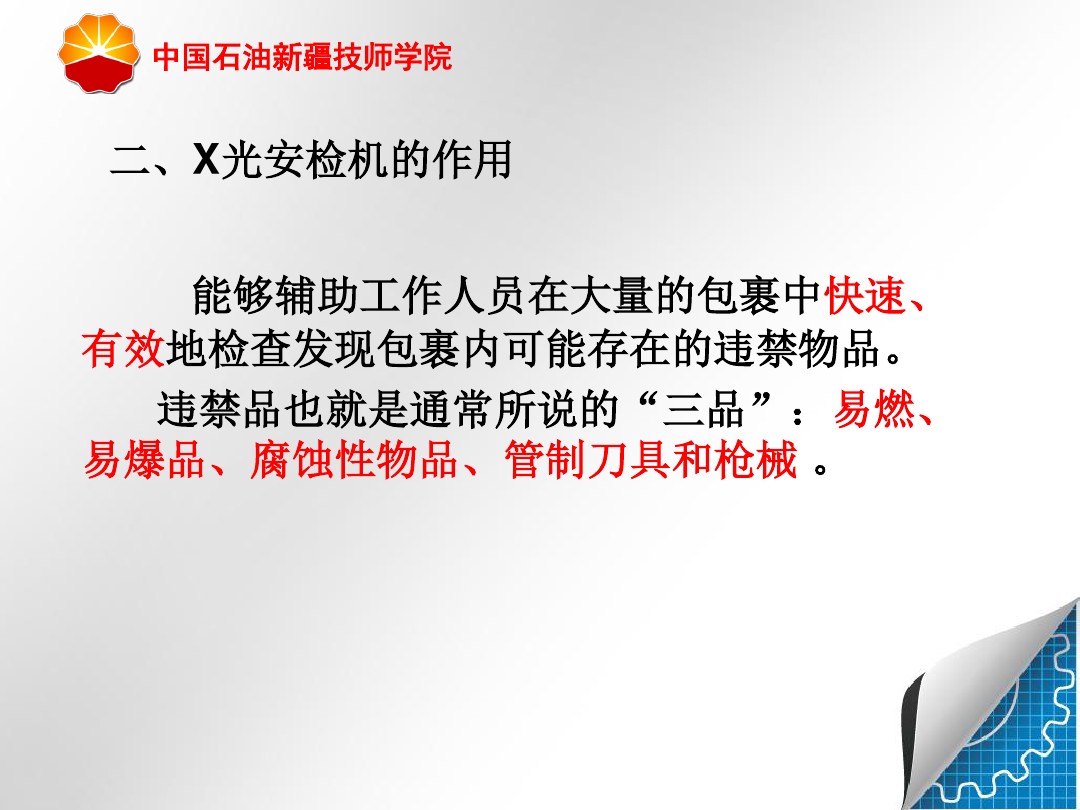 中国石油新疆技师学院
二、X光安检机的作用
能够辅助工作人员在大量的包裹中快速、
有效地检查发现包裹内可能存在的违禁物品。
违禁品也就是通常所说的“三品”：易燃、
易爆品、腐蚀性物品、管制刀具和枪械 。